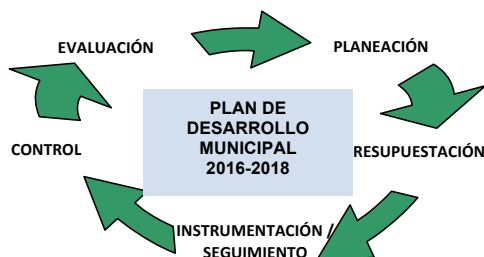 EVALUACIÓN
PLANEACIÓN
PLAN DE
DESARROLLO
MUNICIPAL
2016-2018
CONTROL
RESUPUESTACIÓN
INSTRUMENTACIÓN /
SEGUIMIENTO